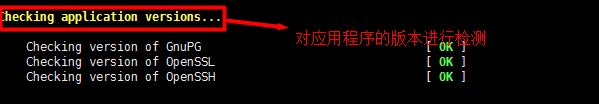 Checking application versions...
对应用程序的版本进行检测
Checking version of GnuPG [ OK ]
Checking version of OpenSSL [ OK ]
Checking version of OpenSSH [ OK ]